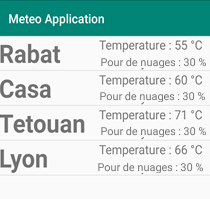 Meteo Application
Rabat
Temperature : 55 °C
Pour de nuages : 30 %
Casa
Temperature : 60 °C
Pour de nuages : 30 %
Tetouan
Temperature : 71 °C
Pour de nuages : 30 %
Lyon
Temperature : 66 °C
Pour de nuages : 30 %